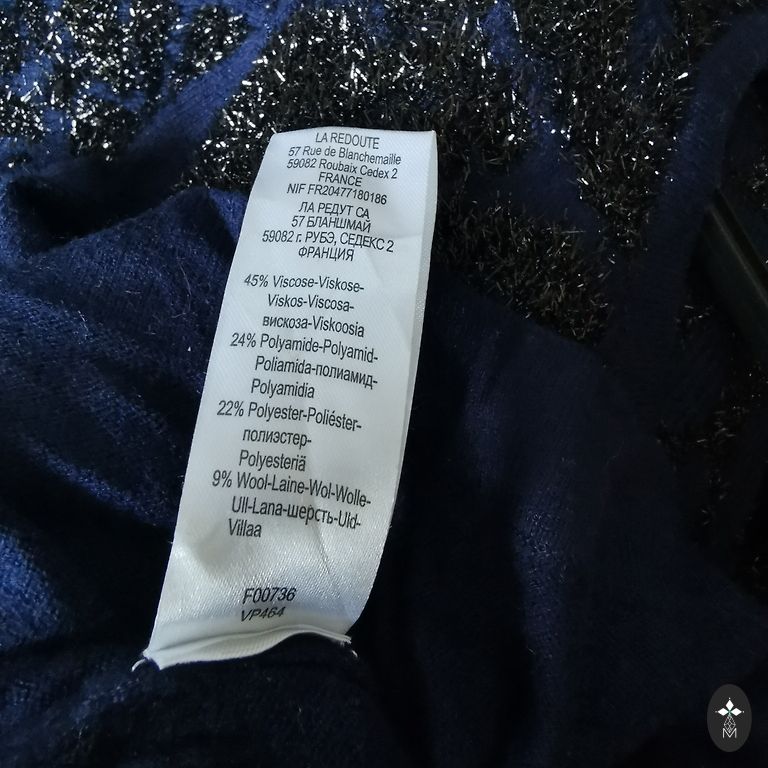 LA REDOUTE
57 Rue de Blanchemaille
59082 Roubaix Cedex 2
FRANCE
NIF FR20477180186
ЛА РЕДУТ СА
57 БЛАНШМАЙ
59082 г. РУБЭ, СЕДЕКС 2
ФРАНЦИЯ
45% Viscose-Viskose-
Viskos-Viscosa-
вискоза-Viskoosia
24% Polyamide-Polyamid-
Poliamida-полиамид-
Polyamidia
22% Polyester-Poliéster-
полиэстер-
Polyesteriä
9% Wool-Laine-Wol-Wolle-
Ull-Lana-шерсть-Uld-
Villaa
F00736
VP464
M